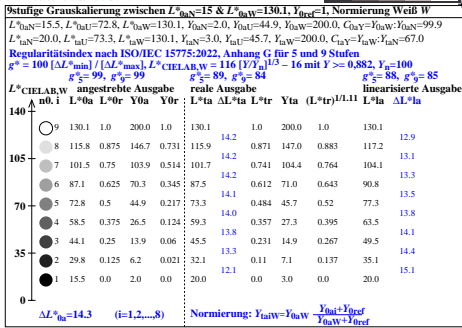 9stufige Grauskalierung zwischen L*0aN=15 & L*0aW=130.1, Y0ref=1, Normierung Weiß W
L*0aN=15.5, L*0aU=72.8, L*0aW=130.1, Y0aN=2.0, Y0aU=44.9, Y0aW=200.0, C0aY=Y0aW:Y0aN=99.9
L*taN=20.0, L*taU=73.3, L*taW=130.1, YtaN=3.0, YtaU=45.7, YtaW=200.0, CtaY=YtaW:YtaN=67.0
Regularitätsindex nach ISO/IEC 15775:2022, Anhang G für 5 und 9 Stufen
g* = 100 [ΔL*min] / [ΔL*max], L*CIELAB,W = 116 [Y/Yn]1/3 − 16 mit Y >= 0,882, Yn=100
g*5= 99, g*9= 99 g*5= 89, g*9= 84 g*5= 88, g*9= 85
L*CIELAB,W angestrebte Ausgabe reale Ausgabe linearisierte Ausgabe
n0. i L*0a L*0r Y0a Y0r L*ta ΔL*ta L*tr Yta (L*tr)1/1.11 L*la ΔL*la
140
9 130.1 1.0 200.0 1.0 130.1 1.0 200.0 1.0 130.1
14.2 12.9
8 115.8 0.875 146.7 0.731 115.9 0.871 147.0 0.883 117.2
14.2 13.1
105
7 101.5 0.75 103.9 0.514 101.7 0.741 104.4 0.764 104.1
14.2 13.3
6 87.1 0.625 70.3 0.345 87.5 0.612 71.0 0.643 90.8
14.1 13.5
70
5 72.8 0.5 44.9 0.217 73.3 0.484 45.7 0.52 77.3
14.0 13.8
4 58.5 0.375 26.5 0.124 59.3 0.357 27.3 0.395 63.5
13.8 14.1
3 44.1 0.25 13.9 0.06 45.5 0.231 14.9 0.267 49.5
13.3 14.4
35
2 29.8 0.125 6.2 0.021 32.1 0.11 7.1 0.137 35.1
12.1 15.1
1 15.5 0.0 2.0 0.0 20.0 0.0 3.0 0.0 20.0
0
ΔL*0a=14.3 (i=1,2,...,8) Normierung: YtaiW=Y0aW Y0ai+Y0ref
Y0aW+Y0ref